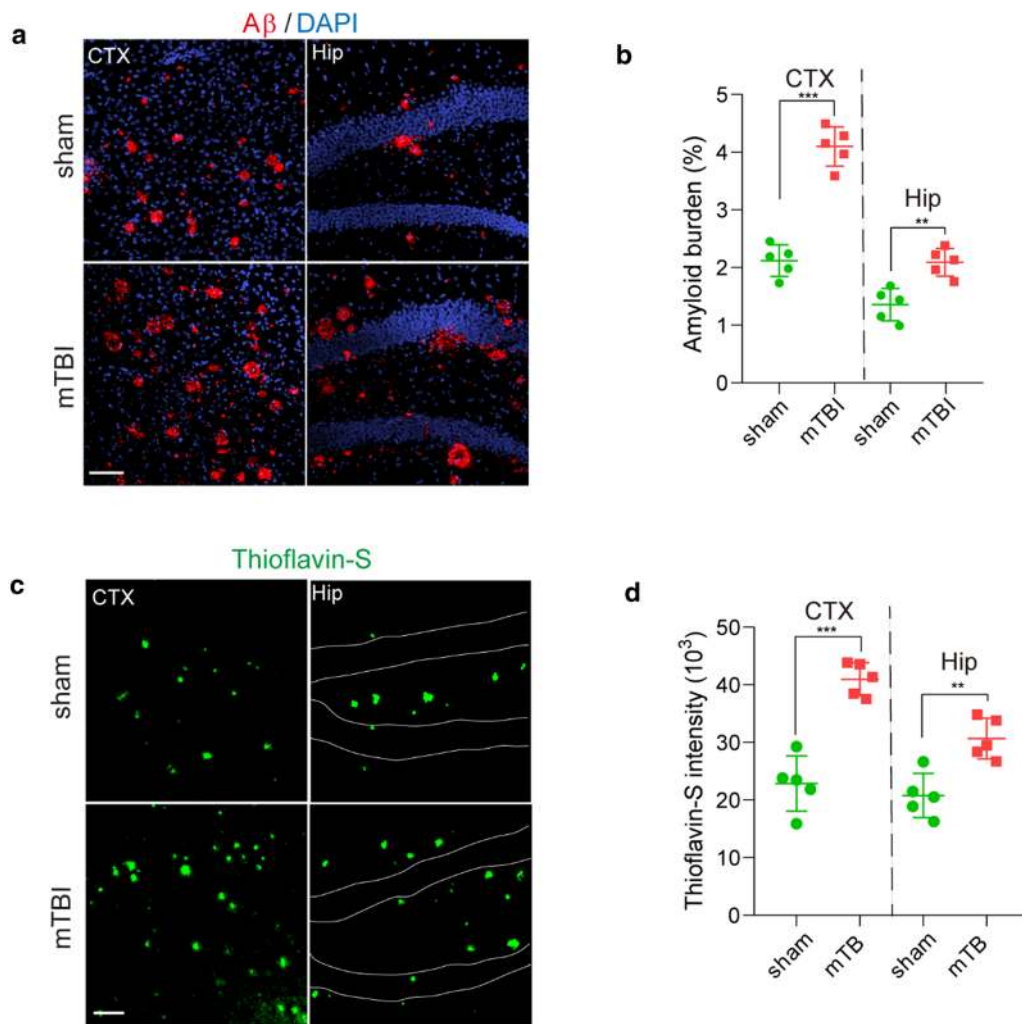 a
Aβ / DAPI
CTX
Hip
sham
mTBI
b
Amyloid burden (%)
5
4
3
2
1
0
CTX
***
Hip
**
sham
mTBI
sham
mTBI
c
Thioflavin-S
CTX
Hip
sham
mTBI
d
Thioflavin-S intensity (10³)
50
40
30
20
10
0
CTX
***
Hip
**
sham
mTB
sham
mTB